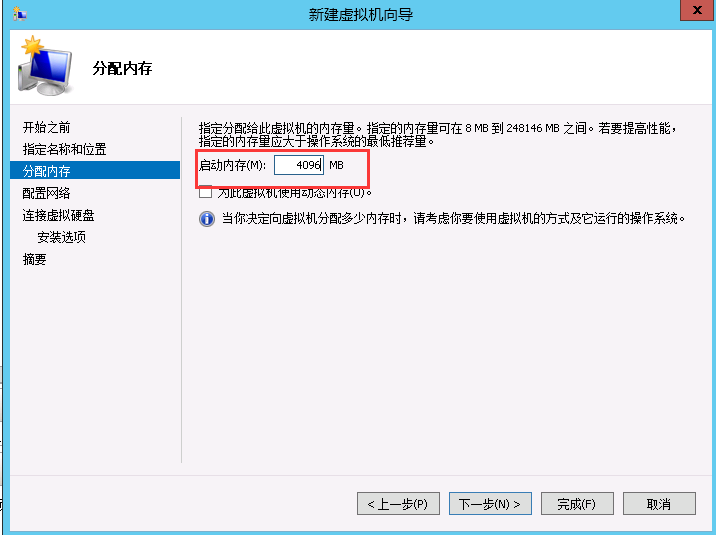 新建虚拟机向导
x
分配内存
开始之前
指定名称和位置
分配内存
配置网络
连接虚拟硬盘
安装选项
摘要
指定分配给此虚拟机的内存量。指定的内存量可在 8 MB 到 248146 MB 之间。若要提高性能，
指定的内存量应大于操作系统的最低推荐量。
启动内存(M): 4096 MB
为此虚拟机使用动态内存(U)。
当你决定向虚拟机分配多少内存时，请考虑你要使用虚拟机的方式及它运行的操作系统。
< 上一步(P) 下一步(N) > 完成(F) 取消